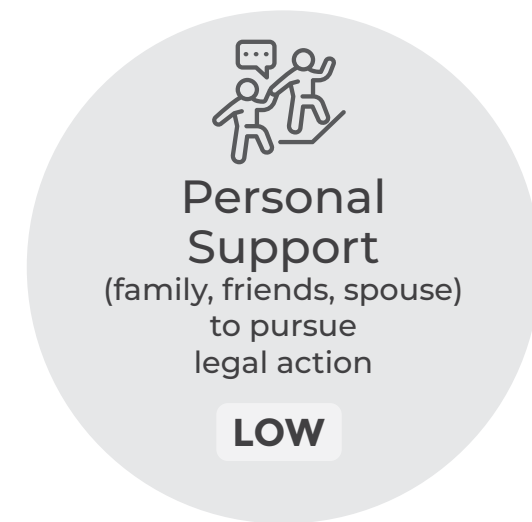 Personal
Support
(family, friends, spouse)
to pursue
legal action
LOW